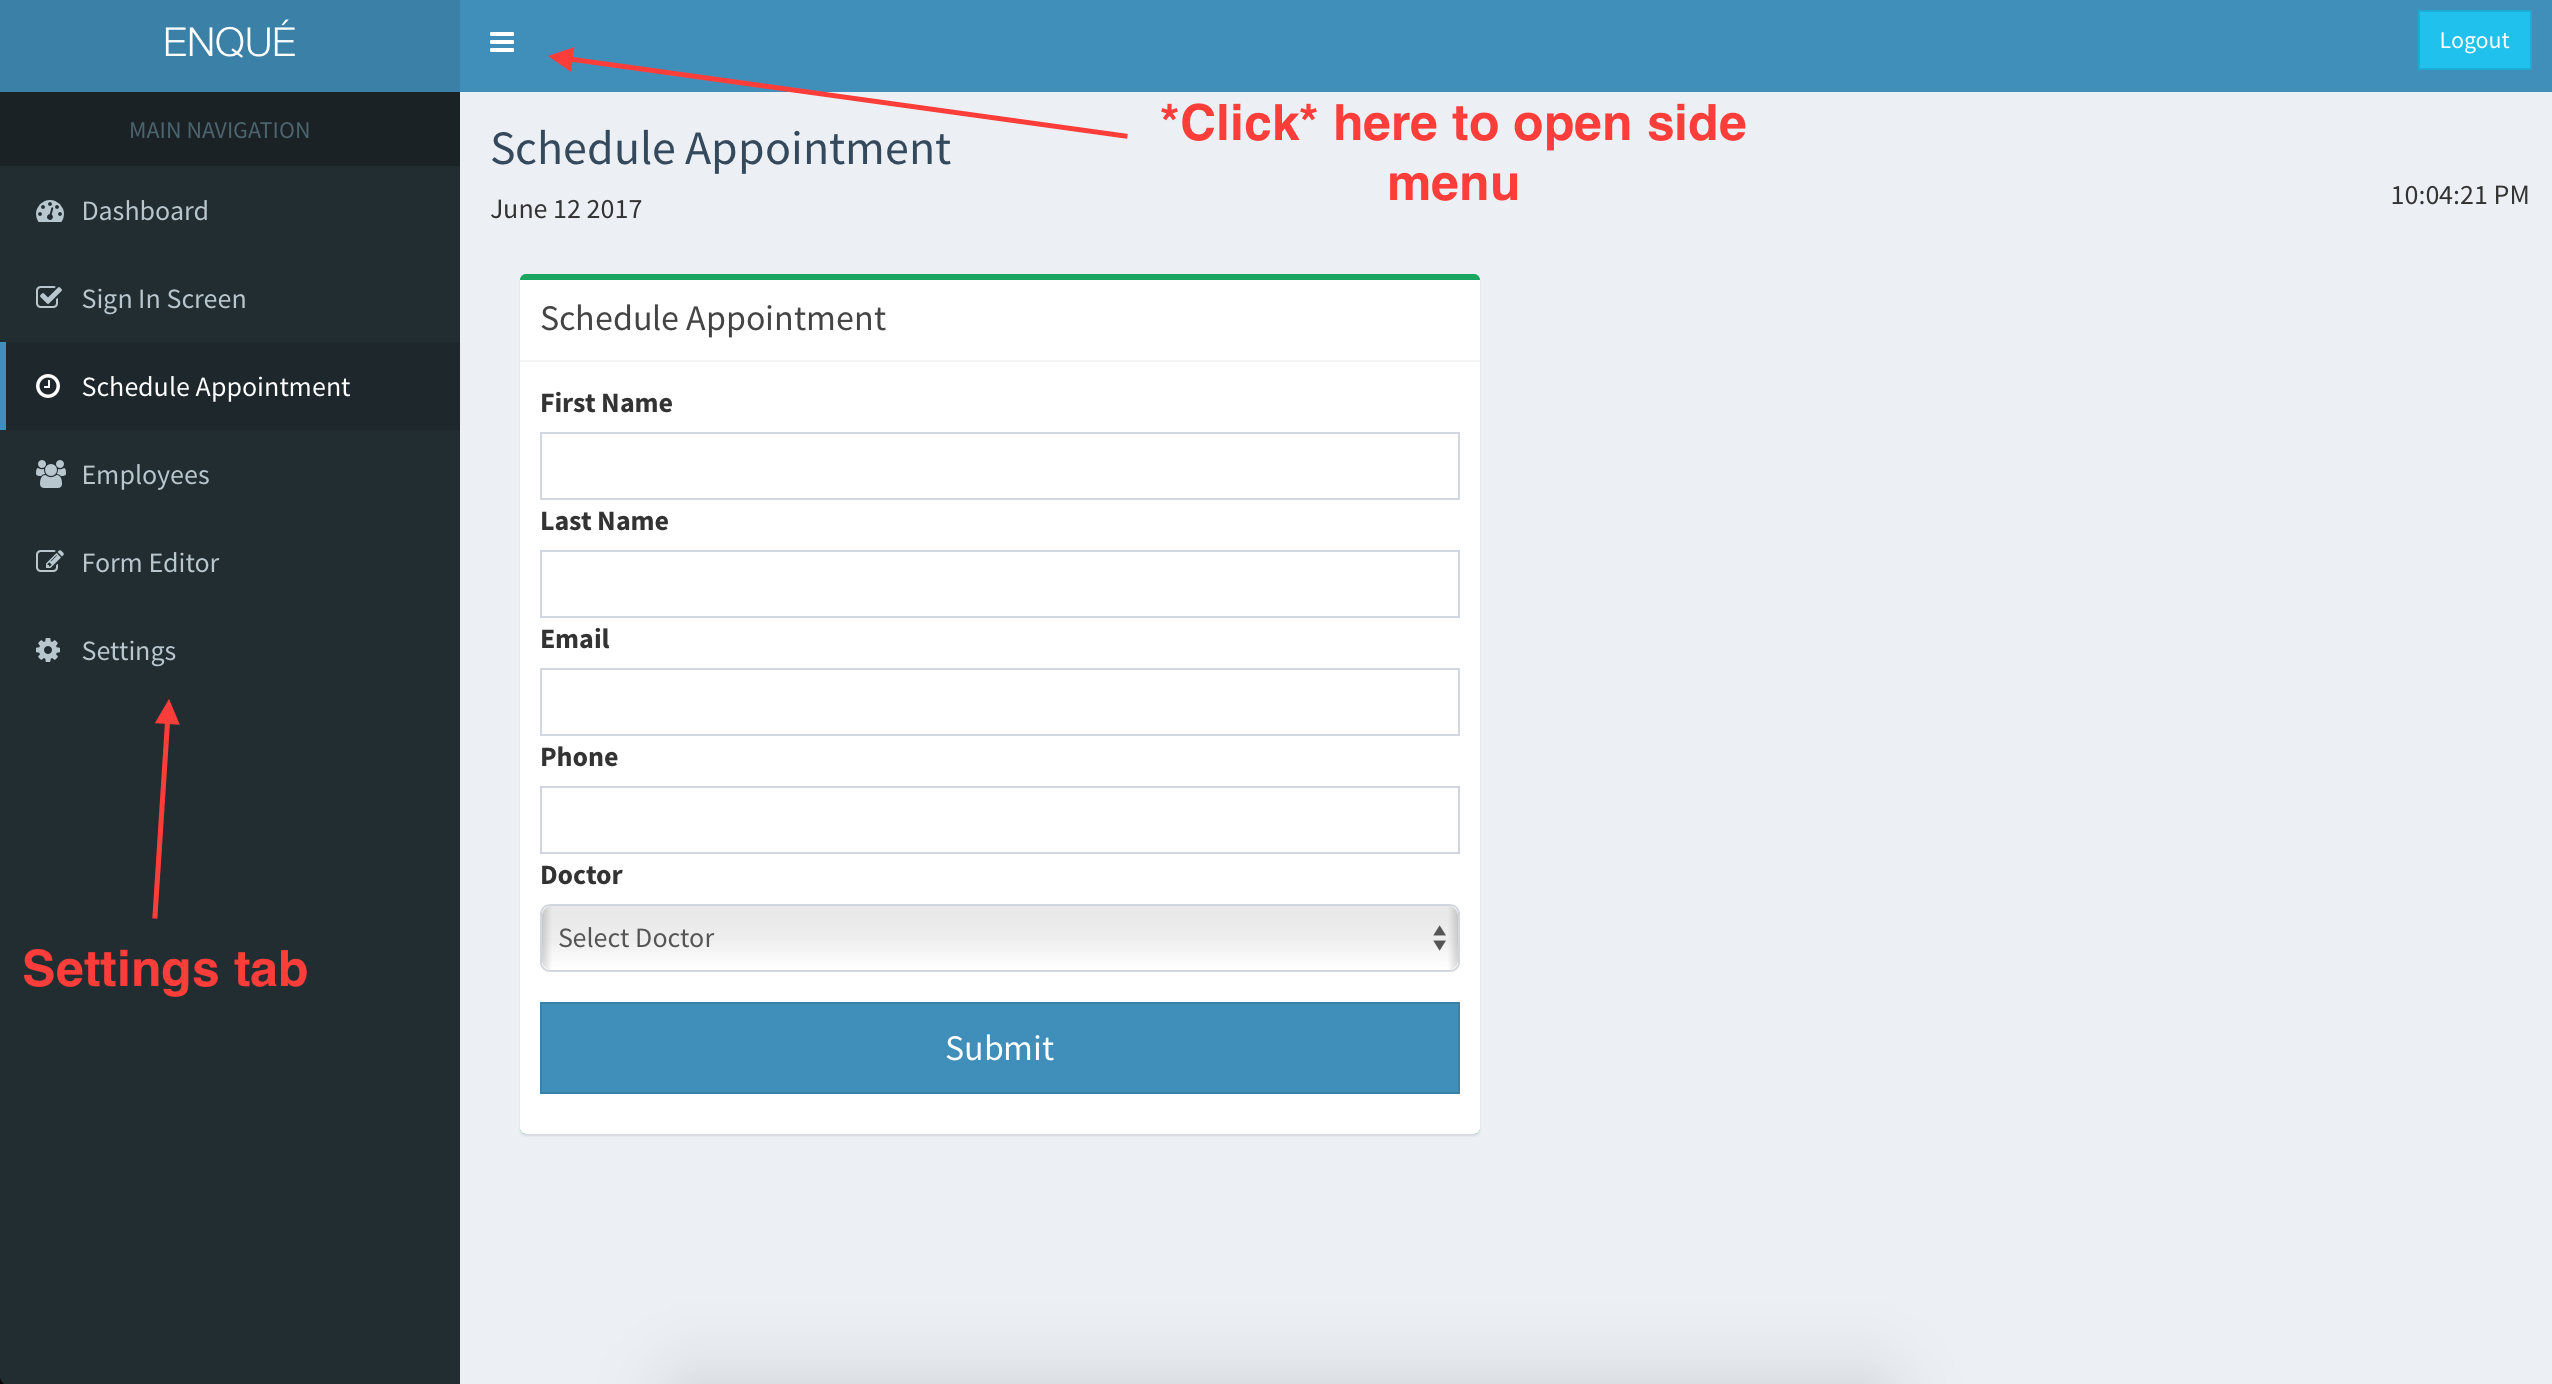 ENQUÉ
Logout
MAIN NAVIGATION
Dashboard
Sign In Screen
Schedule Appointment
Employees
Form Editor
Settings
Settings tab
*Click* here to open side
menu
Schedule Appointment
June 12 2017
10:04:21 PM
Schedule Appointment
First Name
Last Name
Email
Phone
Doctor
Select Doctor
Submit